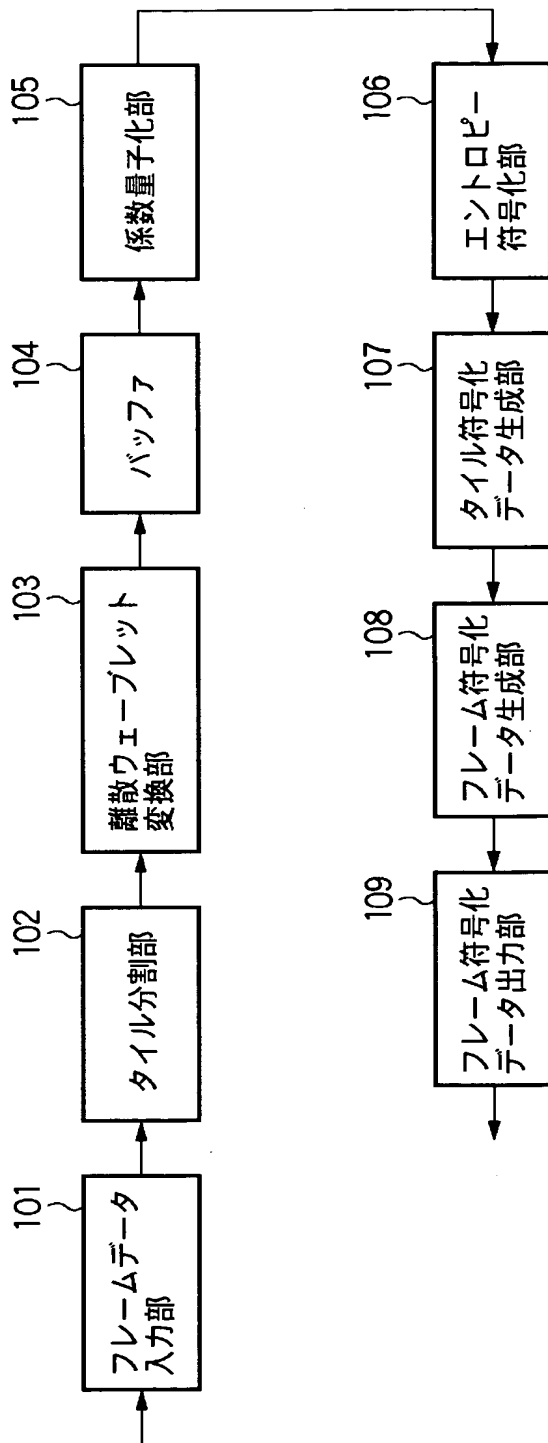 101
フレームデータ
入力部
102
タイル分割部
103
離散ウェーブレット
変換部
104
バッファ
105
係数量子化部
106
エントロピー
符号化部
107
タイル符号化
データ生成部
108
フレーム符号化
データ生成部
109
フレーム符号化
データ出力部